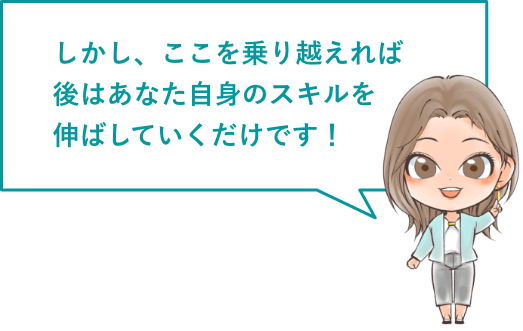 しかし、ここを乗り越えれば
後はあなた自身のスキルを
伸ばしていくだけです！